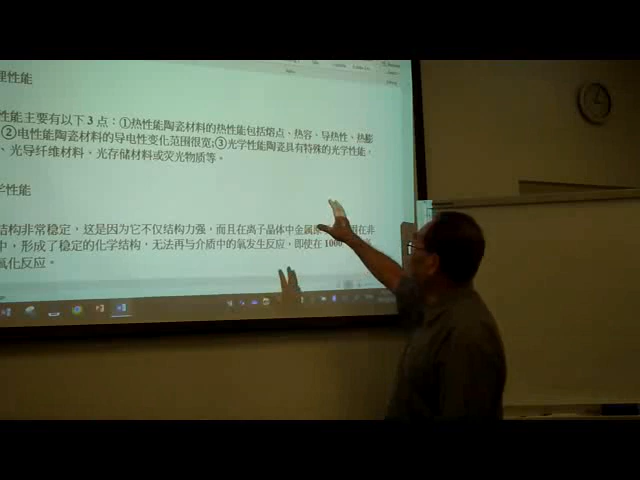 理性能
性能主要有以下 3 点：①热性能陶瓷材料的热性能包括熔点、热容、导热性、热膨
②电性能陶瓷材料的导电性变化范围很宽;③光学性能陶瓷具有特殊的光学性能，
、光导纤维材料、光存储材料或荧光物质等。
学性能
结构非常稳定，这是因为它不仅结构力强，而且在离子晶体中金属原 围在非
中，形成了稳定的化学结构，无法再与介质中的氧发生反应，即使在 1000
氧化反应。